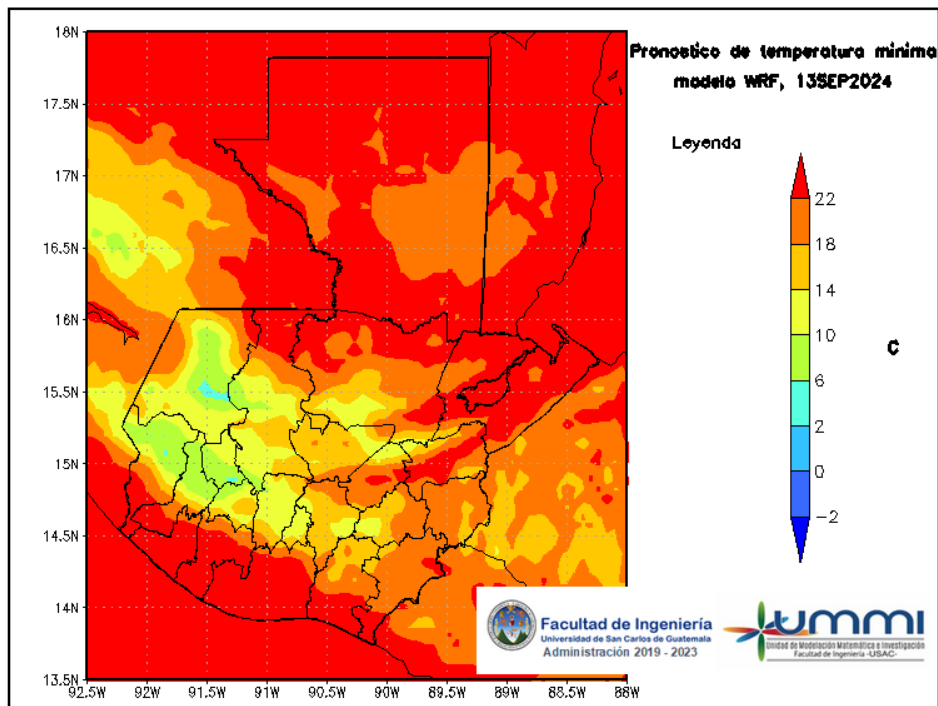 Pronostico de temperatura minima
modelo WRF, 13SEP2024
Leyenda
22
18
14
10
6
2
0
−2
C
18N
17.5N
17N
16.5N
16N
15.5N
15N
14.5N
14N
13.5N
92.5W 92W 91.5W 91W 90.5W 90W 89.5W 89W 88.5W 88W
Facultad de Ingeniería
Universidad de San Carlos de Guatemala
Administración 2019 - 2023
ummi
Unidad de Modelación Matemática e Investigación
Facultad de Ingeniería -USAC-